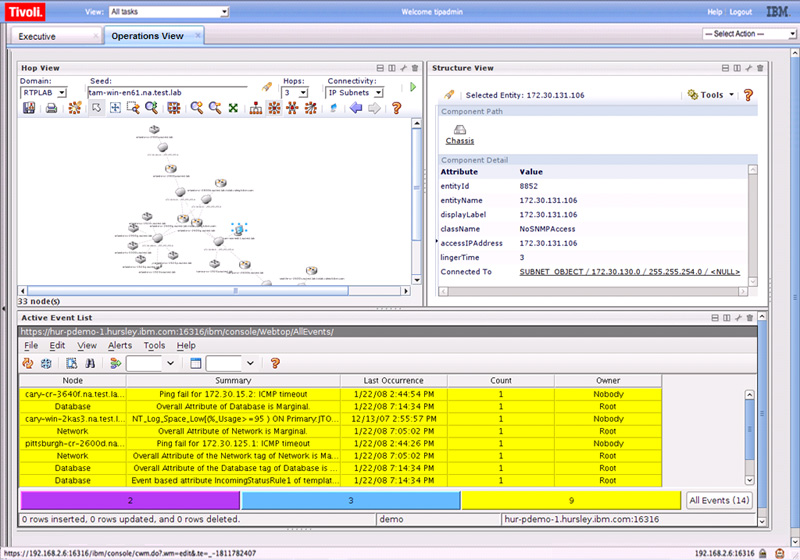 Tivoli. View: All tasks Welcome tipadmin Help Logout IBM
Executive Operations View -- Select Action --
Hop View
Domain: Seed: Hops: Connectivity:
RTPLAB tam-win-en61.na.test.lab 3 IP Subnets
33 node(s)
Structure View
Selected Entity: 172.30.131.106 Tools
Component Path
Chassis
Component Detail
Attribute Value
entityId 8852
entityName 172.30.131.106
displayLabel 172.30.131.106
className NoSNMPAccess
accessIPAddress 172.30.131.106
lingerTime 3
Connected To SUBNET_OBJECT / 172.30.130.0 / 255.255.254.0 / <NULL>
Active Event List
https://hur-pdemo-1.hursley.ibm.com:16316/ibm/console/Webtop/AllEvents/
File Edit View Alerts Tools Help
Node Summary Last Occurrence Count Owner
cary-cr-3640f.na.test.la... Ping fail for 172.30.15.2: ICMP timeout 1/22/08 2:44:54 PM 1 Nobody
Database Overall Attribute of Database is Marginal. 1/22/08 7:14:34 PM 1 Root
cary-win-2kas3.na.test.l... NT_Log_Space_Low[(%_Usage>=95 ) ON Primary:JTO... 12/13/07 2:55:57 PM 1 Nobody
Network Overall Attribute of Network is Marginal. 1/22/08 7:05:02 PM 1 Root
pittsburgh-cr-2600d.na... Ping fail for 172.30.125.1: ICMP timeout 1/22/08 2:44:26 PM 1 Nobody
Network Overall Attribute of the Network tag of Network is Ma... 1/22/08 7:05:02 PM 1 Root
Database Overall Attribute of the Database tag of Database is ... 1/22/08 7:14:34 PM 1 Root
Database Event based attribute IncomingStatusRule1 of templat... 1/22/08 7:14:34 PM 1 Root
2 3 9 All Events (14)
0 rows inserted, 0 rows updated, and 0 rows deleted. demo hur-pdemo-1.hursley.ibm.com:16316
https://192.168.2.6:16316/ibm/console/cwm.do?.wm=edit&.te=_-1811782407 192.168.2.6:16316